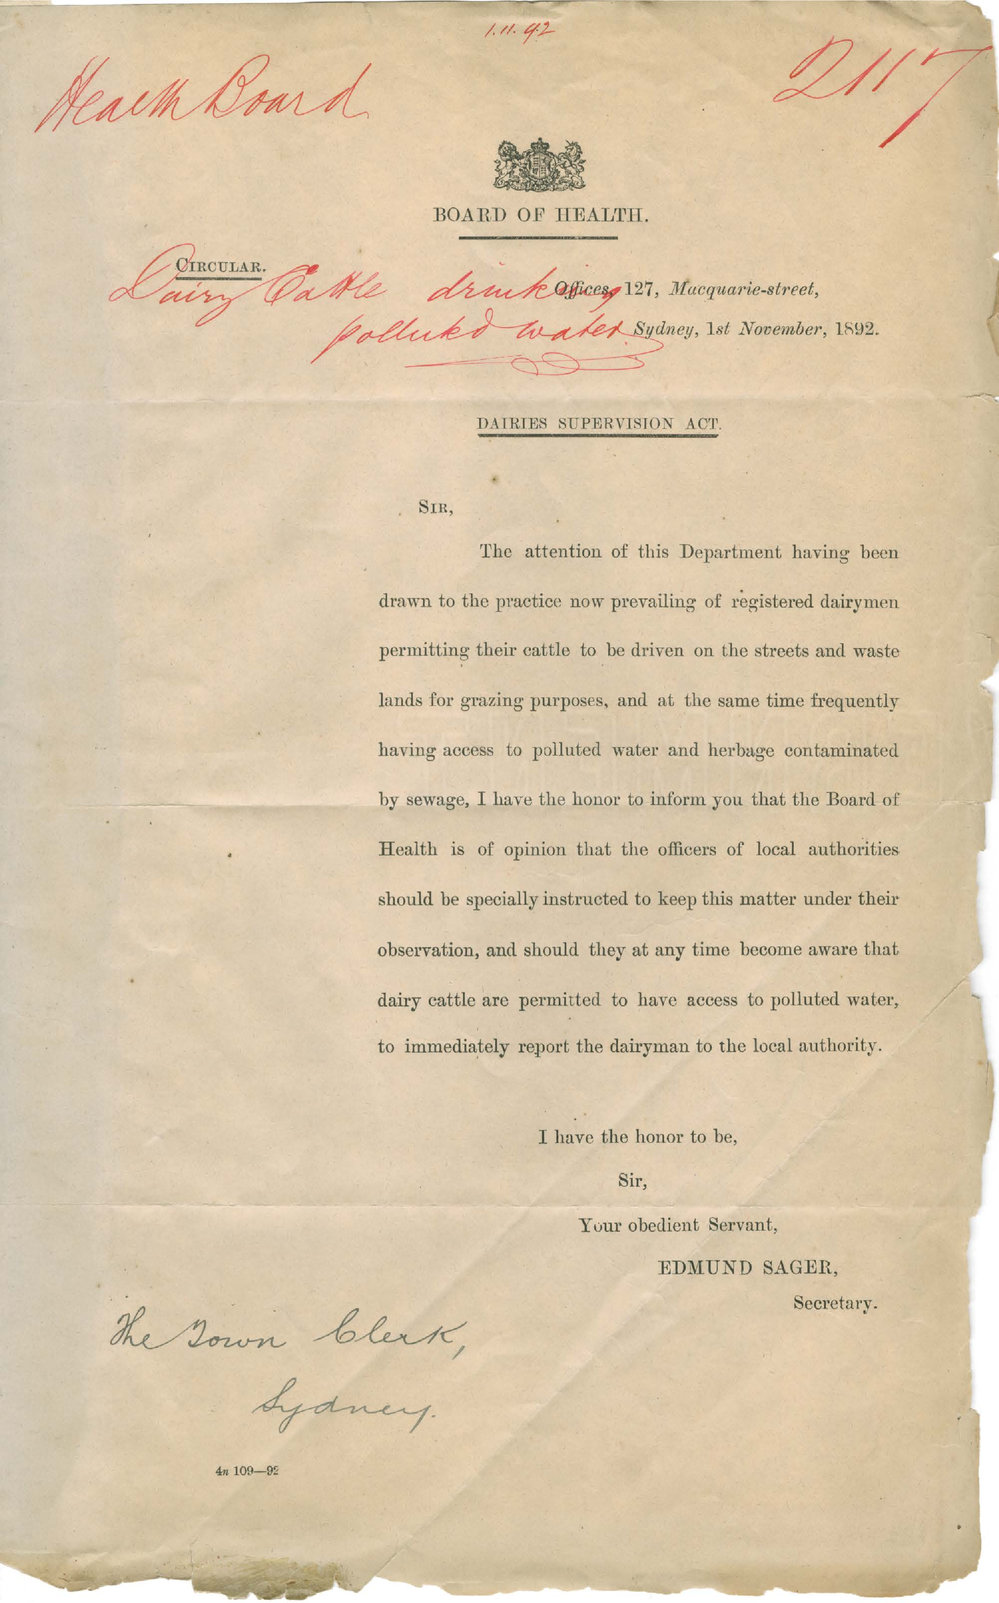 1.11.92
Health Board
2117
BOARD OF HEALTH.
CIRCULAR.
Dairy Cattle drinking
Offices, 127, Macquarie-street,
polluted water.
Sydney, 1st November, 1892.
DAIRIES SUPERVISION ACT.
SIR,
The attention of this Department having been
drawn to the practice now prevailing of registered dairymen
permitting their cattle to be driven on the streets and waste
lands for grazing purposes, and at the same time frequently
having access to polluted water and herbage contaminated
by sewage, I have the honor to inform you that the Board of
Health is of opinion that the officers of local authorities
should be specially instructed to keep this matter under their
observation, and should they at any time become aware that
dairy cattle are permitted to have access to polluted water,
to immediately report the dairyman to the local authority.
I have the honor to be,
Sir,
Your obedient Servant,
EDMUND SAGER,
Secretary.
The Town Clerk,
Sydney.
4n 109—92